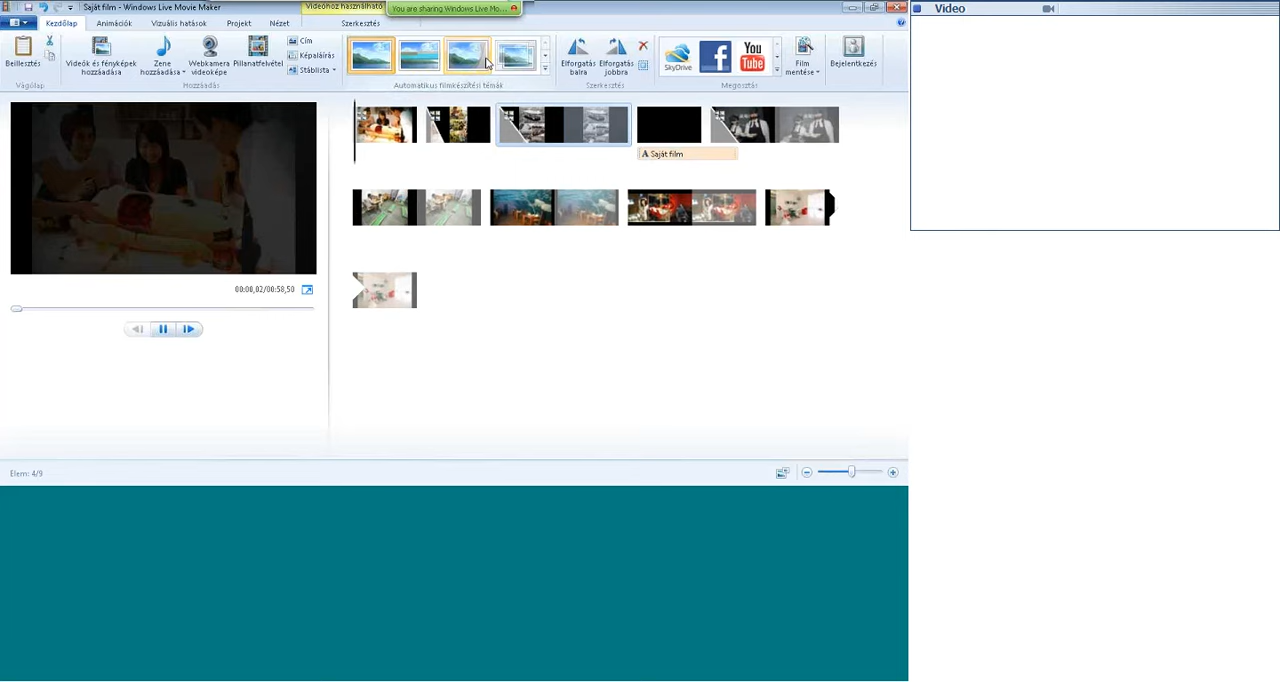 Saját film - Windows Live Movie Maker
Videóhoz használható
You are sharing Windows Live Mo...
Video
Kezdőlap
Animációk
Vizuális hatások
Projekt
Nézet
Szerkesztés
Beillesztés
Videók és fényképek hozzáadása
Zene hozzáadása
Webkamera videoképe
Pillanatfelvétel
Cím
Képaláírás
Stáblista
Elforgatás balra
Elforgatás jobbra
SkyDrive
You Tube
Film mentése
Bejelentkezés
Vágólap
Hozzáadás
Automatikus filmkészítési témák
Szerkesztés
Megosztás
A Saját film
00:00,02/00:58,50
Elem: 4/9